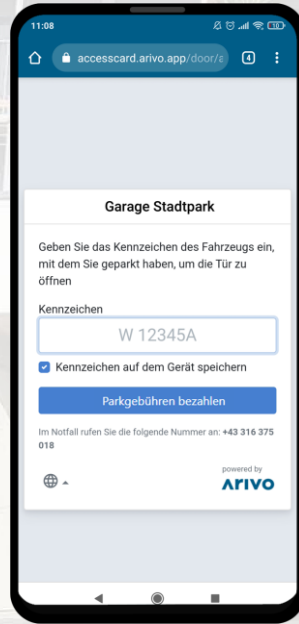 11:08
accesscard.arivo.app/door/a
4
Garage Stadtpark
Geben Sie das Kennzeichen des Fahrzeugs ein,
mit dem Sie geparkt haben, um die Tür zu
öffnen
Kennzeichen
W 12345A
Kennzeichen auf dem Gerät speichern
Parkgebühren bezahlen
Im Notfall rufen Sie die folgende Nummer an: +43 316 375
018
powered by
ARIVO